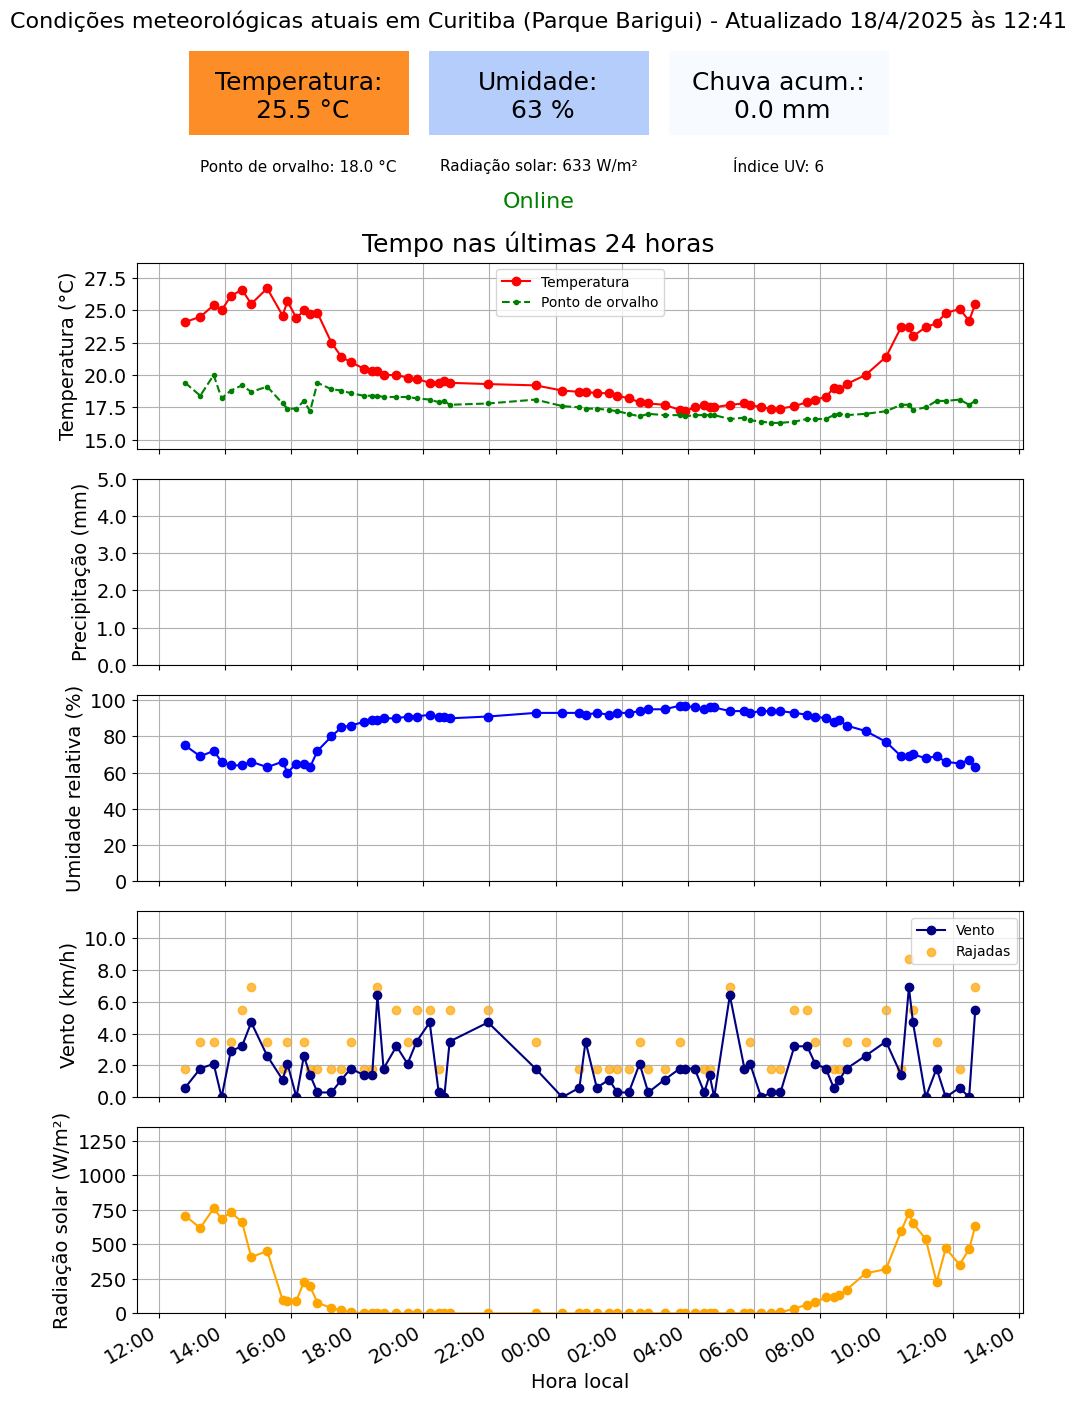 Condições meteorológicas atuais em Curitiba (Parque Barigui) - Atualizado 18/4/2025 às 12:41
Temperatura:
25.5 °C
Umidade:
63 %
Chuva acum.:
0.0 mm
Ponto de orvalho: 18.0 °C
Radiação solar: 633 W/m²
Índice UV: 6
Online
Tempo nas últimas 24 horas
Temperatura (°C)
27.5
25.0
22.5
20.0
17.5
15.0
Temperatura
Ponto de orvalho
Precipitação (mm)
5.0
4.0
3.0
2.0
1.0
0.0
Umidade relativa (%)
100
80
60
40
20
0
Vento (km/h)
10.0
8.0
6.0
4.0
2.0
0.0
Vento
Rajadas
Radiação solar (W/m²)
1250
1000
750
500
250
0
12:00
14:00
16:00
18:00
20:00
22:00
00:00
02:00
04:00
06:00
08:00
10:00
12:00
14:00
Hora local